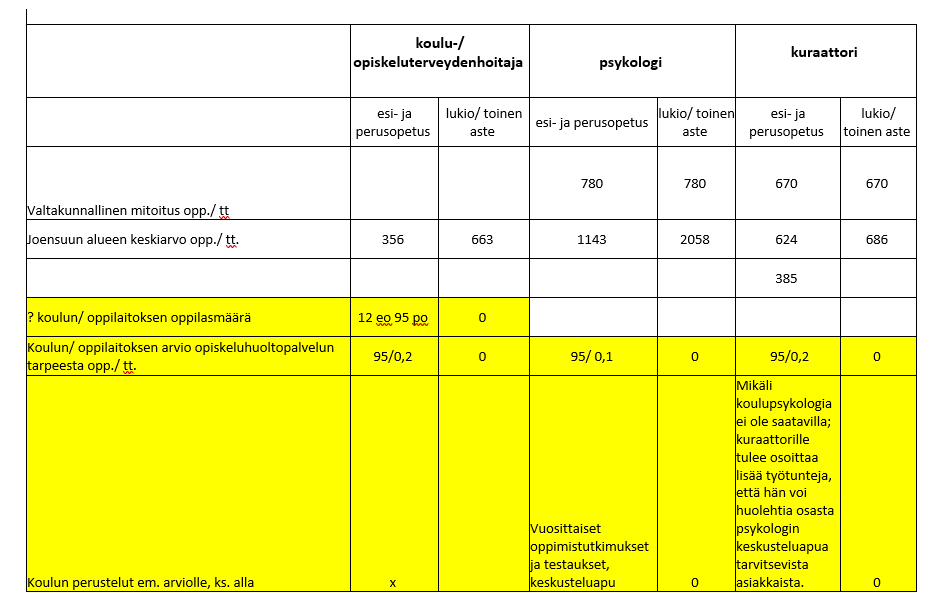 koulu-/
opiskeluterveydenhoitaja
psykologi
kuraattori
esi- ja
perusopetus
lukio/ toinen
aste
esi- ja perusopetus
lukio/ toinen
aste
esi- ja
perusopetus
lukio/
toinen aste
Valtakunnallinen mitoitus opp./ tt
780
780
670
670
Joensuun alueen keskiarvo opp./ tt.
356
663
1143
2058
624
686
385
? koulun/ oppilaitoksen oppilasmäärä
12 eo 95 po
0
Koulun/ oppilaitoksen arvio opiskeluhuoltopalvelun
tarpeesta opp./ tt.
95/0,2
0
95/ 0,1
0
95/0,2
0
Koulun perustelut em. arviolle, ks. alla
x
Vuosittaiset
oppimistutkimukset
ja testaukset,
keskusteluapu
0
Mikäli
koulupsykologia
ei ole saatavilla;
kuraattorille
tulee osoittaa
lisää työtunteja,
että hän voi
huolehtia osasta
psykologin
keskusteluapua
tarvitsevista
asiakkaista.
0